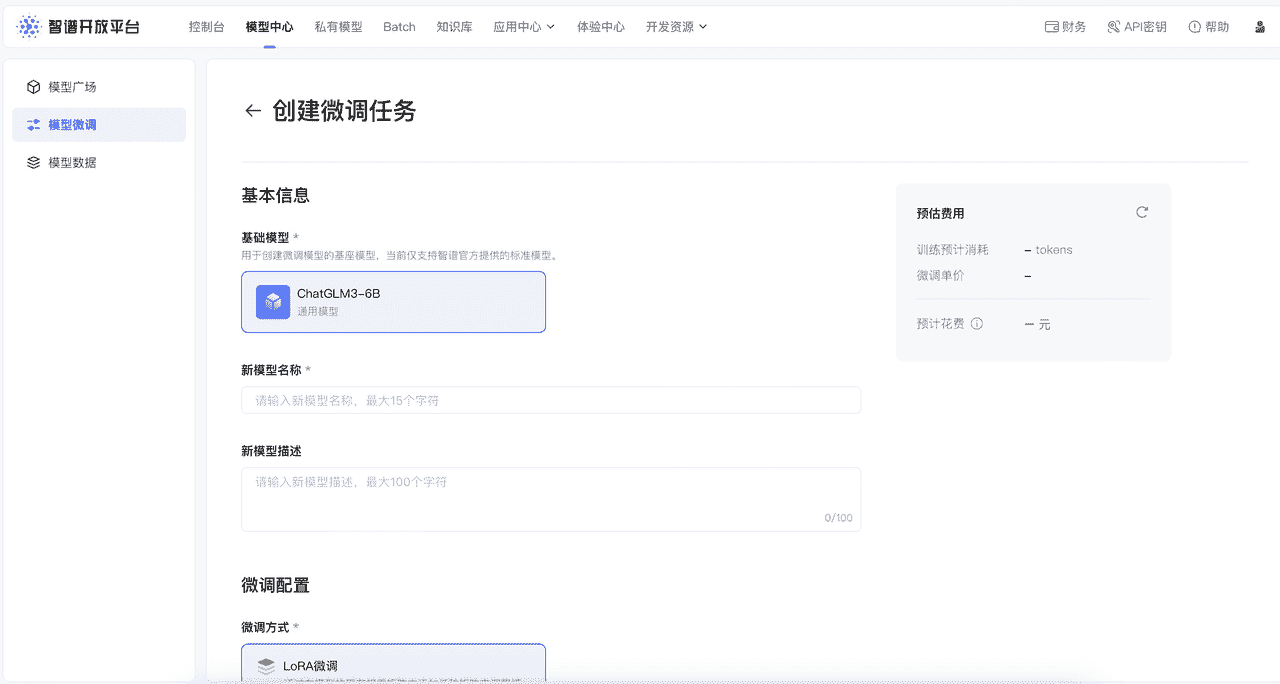 智谱开放平台
控制台 模型中心 私有模型 Batch 知识库 应用中心 体验中心 开发资源 财务 API密钥 帮助
模型广场
模型微调
模型数据
← 创建微调任务
基本信息
基础模型 *
用于创建微调模型的基座模型，当前仅支持智谱官方提供的标准模型。
ChatGLM3-6B
通用模型
新模型名称 *
请输入新模型名称，最大15个字符
新模型描述
请输入新模型描述，最大100个字符
0/100
微调配置
微调方式 *
LoRA微调
预估费用
训练预计消耗 – tokens
微调单价 –
预计花费 – 元